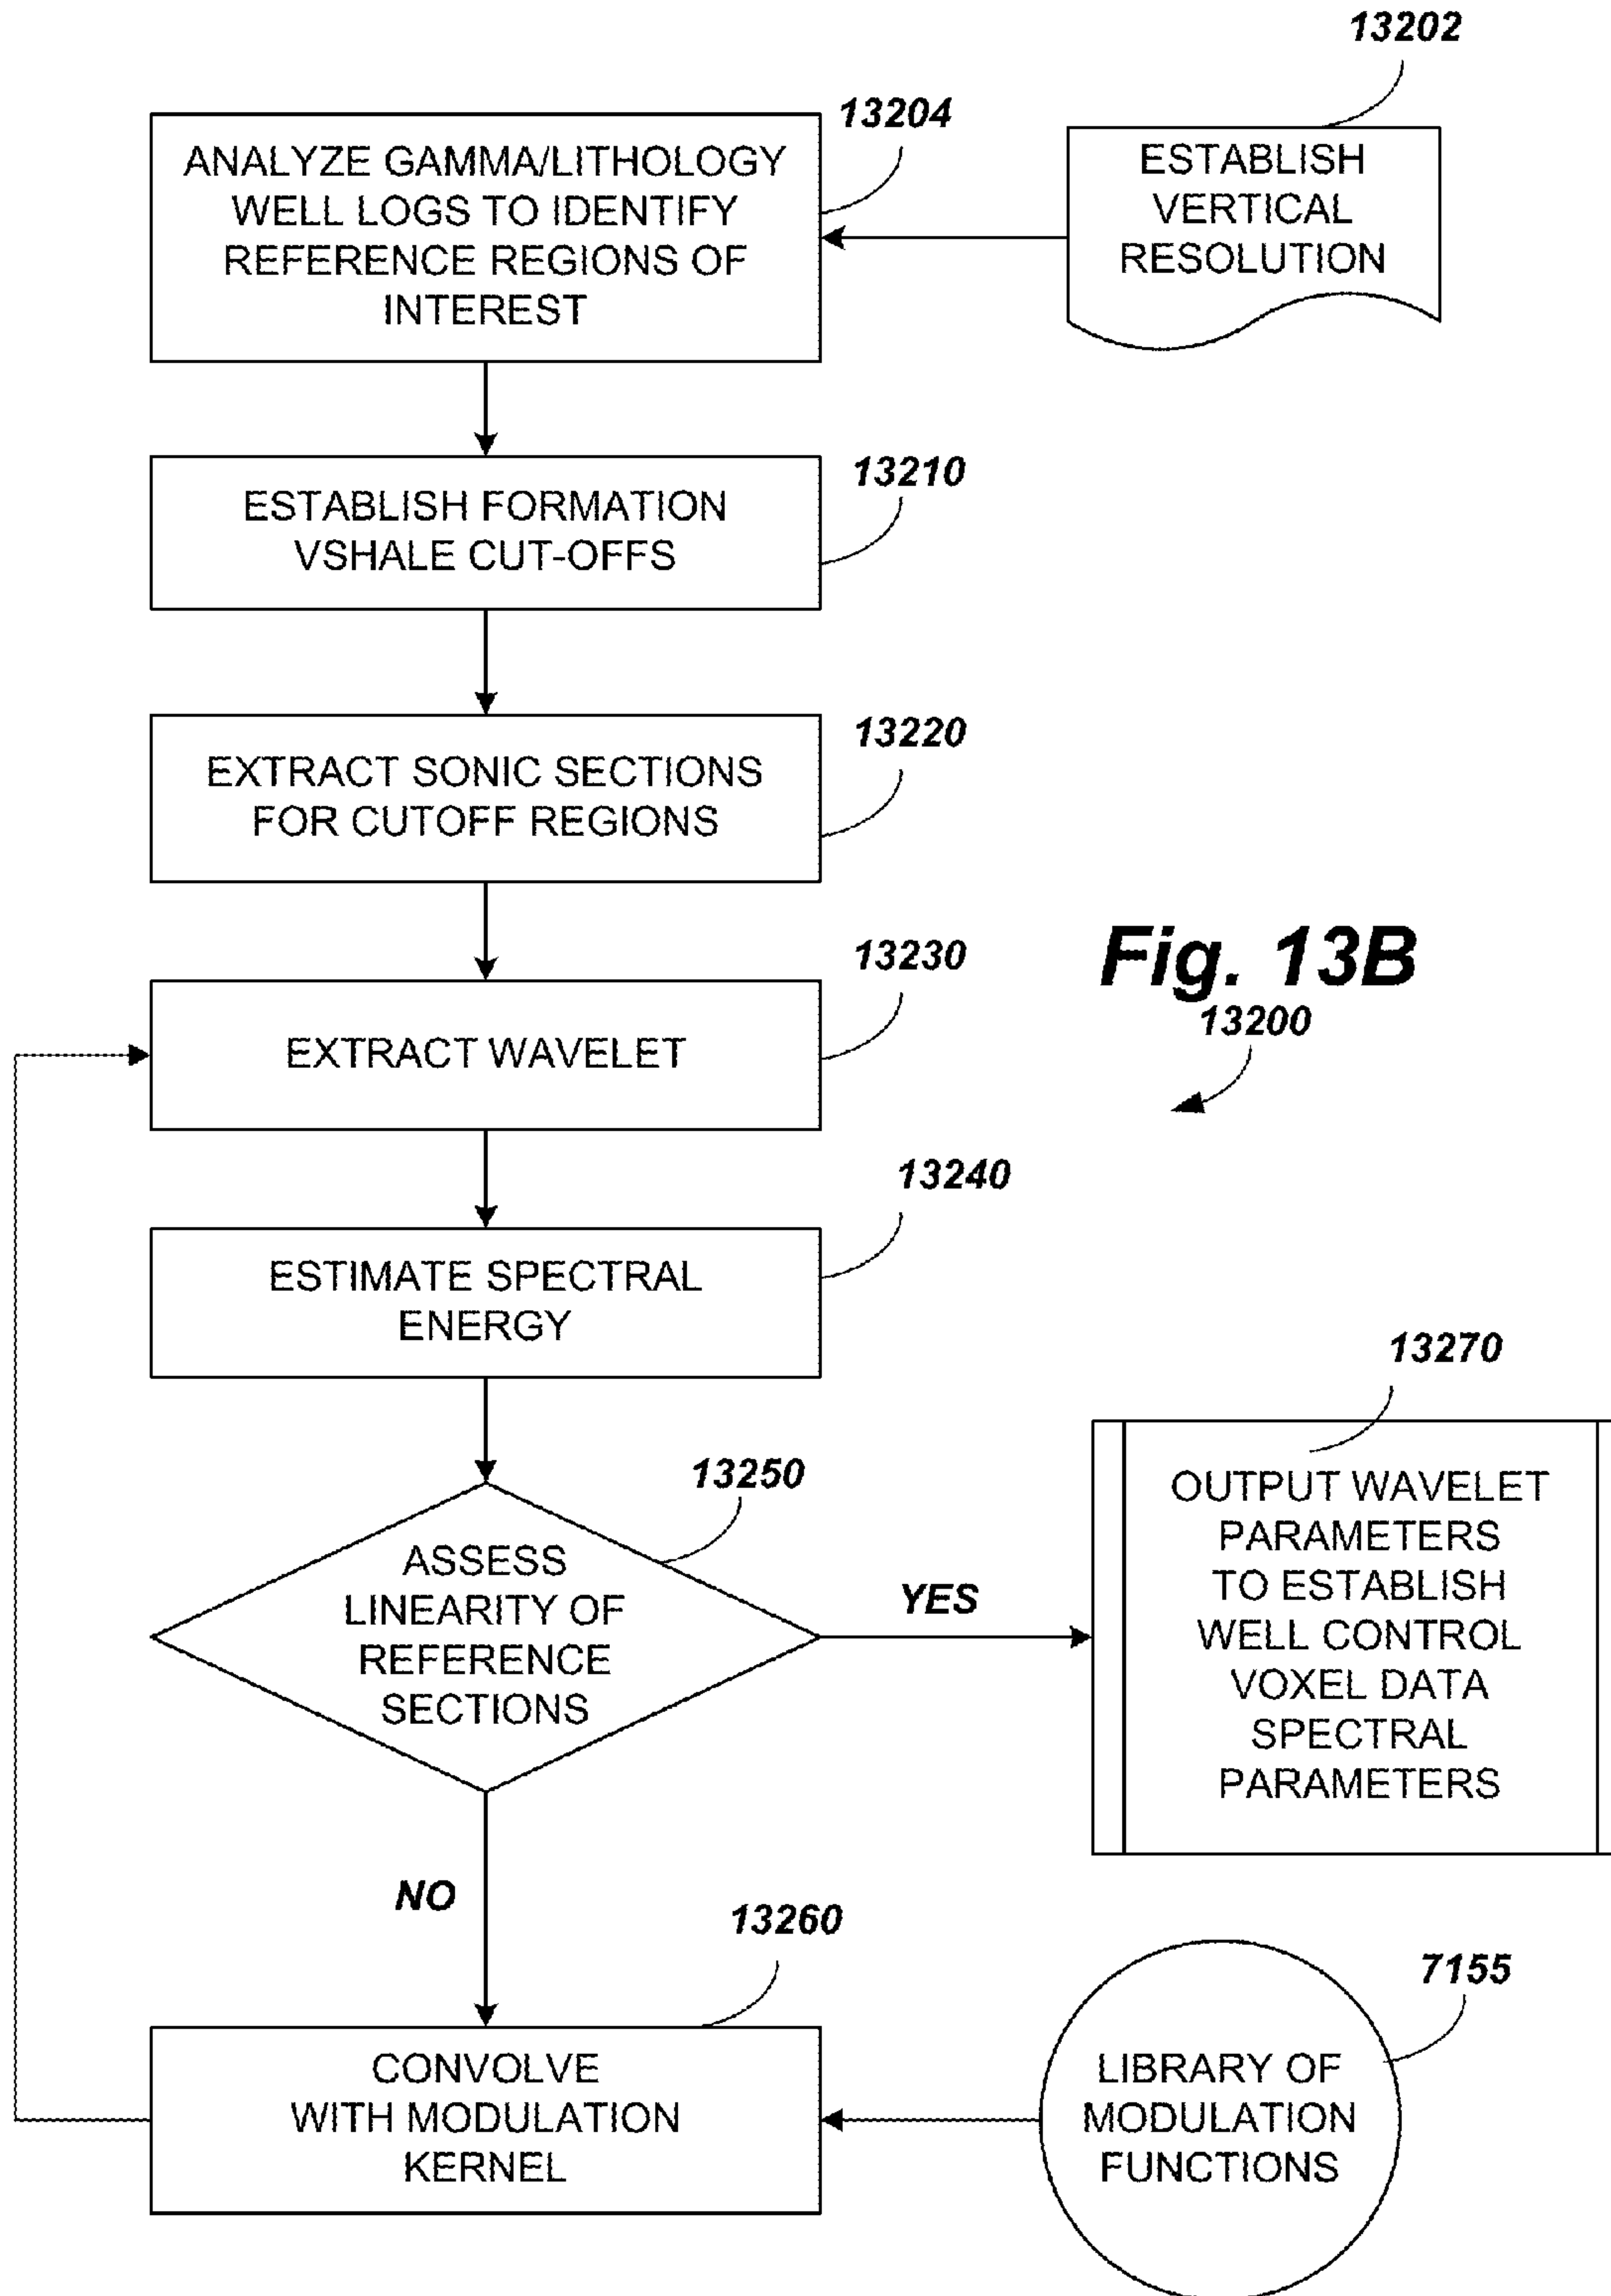 13202
13204
ANALYZE GAMMA/LITHOLOGY
WELL LOGS TO IDENTIFY
REFERENCE REGIONS OF
INTEREST
ESTABLISH
VERTICAL
RESOLUTION
13210
ESTABLISH FORMATION
VSHALE CUT-OFFS
13220
EXTRACT SONIC SECTIONS
FOR CUTOFF REGIONS
13230
EXTRACT WAVELET
Fig. 13B
13200
13240
ESTIMATE SPECTRAL
ENERGY
13250
ASSESS
LINEARITY OF
REFERENCE
SECTIONS
YES
13270
OUTPUT WAVELET
PARAMETERS
TO ESTABLISH
WELL CONTROL
VOXEL DATA
SPECTRAL
PARAMETERS
NO
13260
CONVOLVE
WITH MODULATION
KERNEL
7155
LIBRARY OF
MODULATION
FUNCTIONS